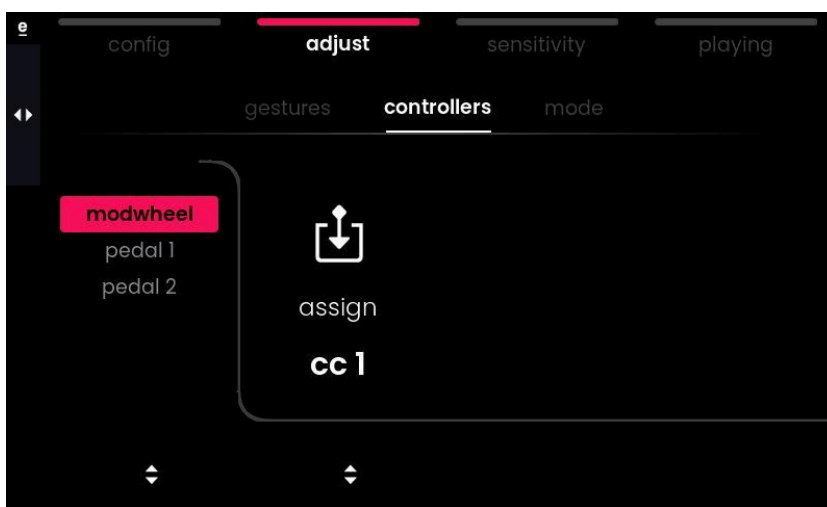 e
config adjust sensitivity playing
gestures controllers mode
modwheel
pedal 1
pedal 2
assign
cc 1